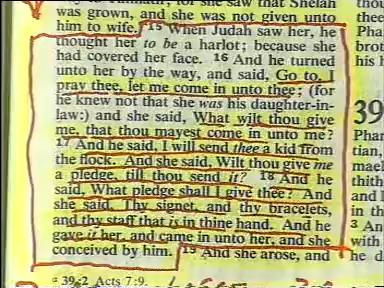 was grown, and she was not given unto
him to wife. 15 When Judah saw her, he
thought her to be a harlot; because she
had covered her face. 16 And he turned
unto her by the way, and said, Go to, I
pray thee, let me come in unto thee; (for
he knew not that she was his daughter-in-
law:) and she said, What wilt thou give
me, that thou mayest come in unto me?
17 And he said, I will send thee a kid from
the flock. And she said, Wilt thou give me
a pledge, till thou send it? 18 And he
said, What pledge shall I give thee? And
she said, Thy signet, and thy bracelets,
and thy staff that is in thine hand. And he
gave it her, and came in unto her, and she
conceived by him. 19 And she arose, and
39:2 Acts 7:9.
39